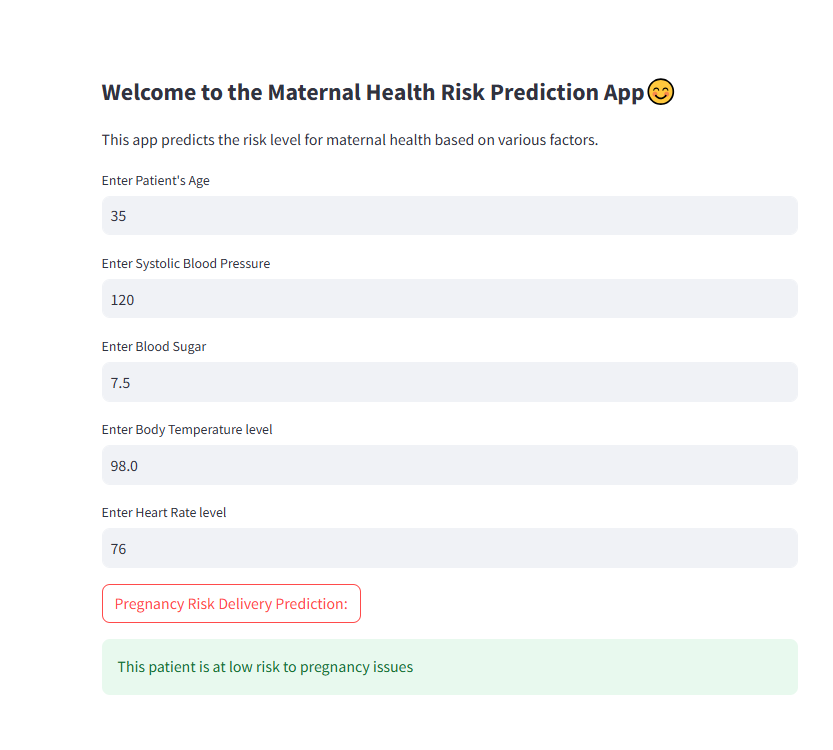 Welcome to the Maternal Health Risk Prediction App😊
This app predicts the risk level for maternal health based on various factors.
Enter Patient's Age
35
Enter Systolic Blood Pressure
120
Enter Blood Sugar
7.5
Enter Body Temperature level
98.0
Enter Heart Rate level
76
Pregnancy Risk Delivery Prediction:
This patient is at low risk to pregnancy issues